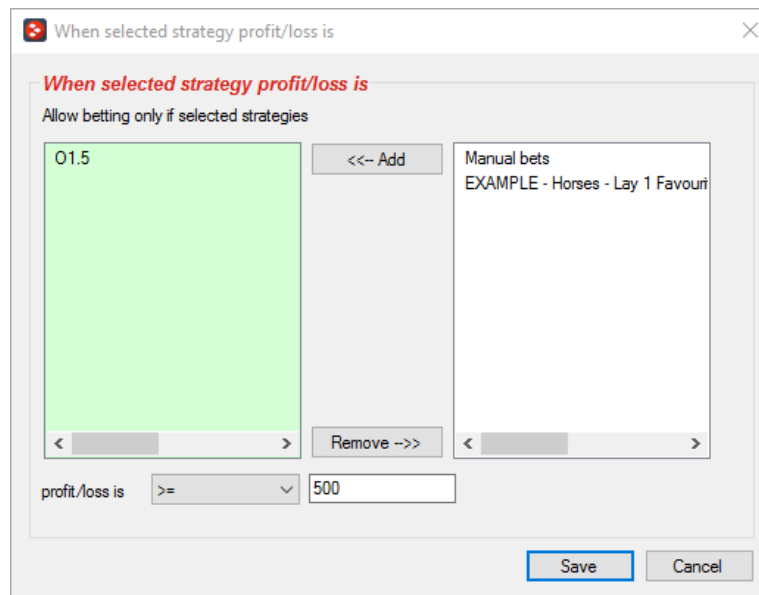 When selected strategy profit/loss is
When selected strategy profit/loss is
Allow betting only if selected strategies
O1.5
<<-- Add
Manual bets
EXAMPLE - Horses - Lay 1 Favourit
Remove -->>
profit/loss is
>=
500
Save
Cancel